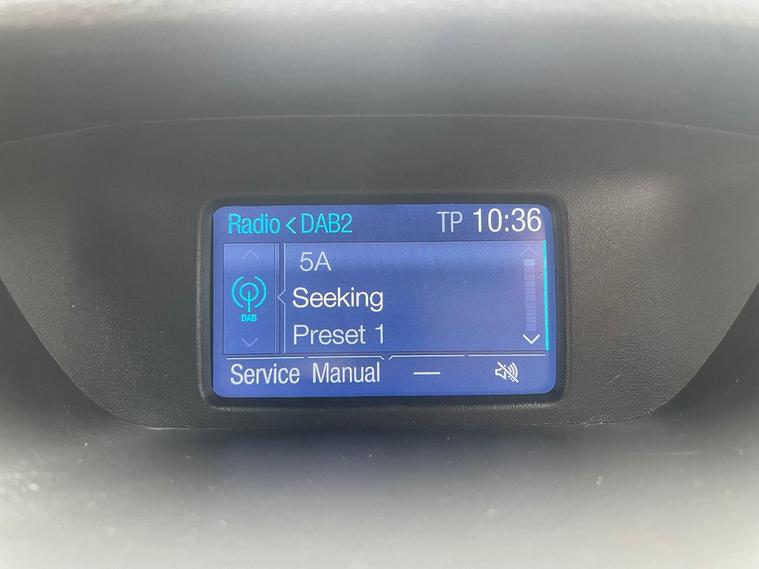 Radio < DAB2 TP 10:36
5A
DAB
Seeking
Preset 1
Service Manual —